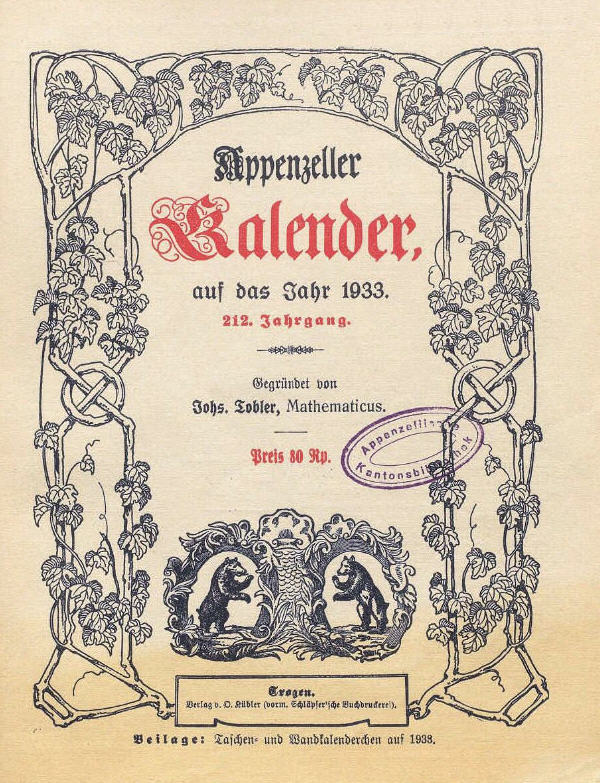 Appenzeller
Kalender,
auf das Jahr 1933.
212. Jahrgang.
Gegründet von
Johs. Tobler, Mathematicus.
Preis 80 Rp.
Appenzellische
Kantonsbibliothek
Trogen.
Verlag v. O. Kübler (vorm. Schläpfer'sche Buchdruckerei).
Beilage: Taschen- und Wandkalenderchen auf 1933.